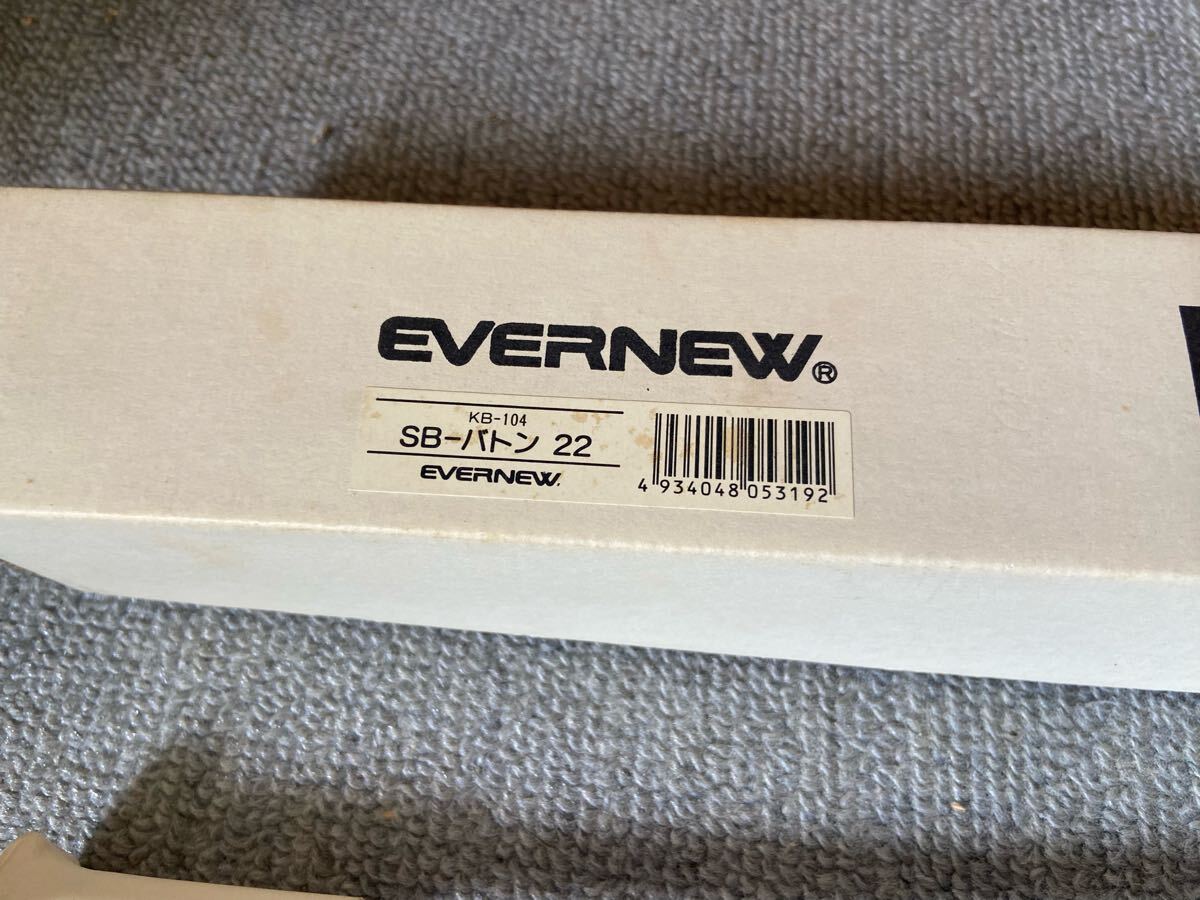 EVERNEW®
KB-104
SB-バトン 22
EVERNEW.
4 934048 053192